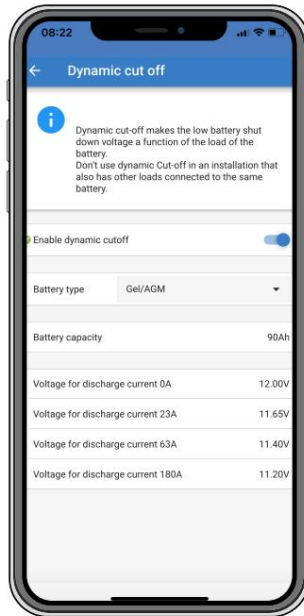 08:22
Dynamic cut off
Dynamic cut-off makes the low battery shut
down voltage a function of the load of the
battery.
Don't use dynamic Cut-off in an installation that
also has other loads connected to the same
battery.
Enable dynamic cutoff
Battery type Gel/AGM
Battery capacity 90Ah
Voltage for discharge current 0A 12.00V
Voltage for discharge current 23A 11.65V
Voltage for discharge current 63A 11.40V
Voltage for discharge current 180A 11.20V